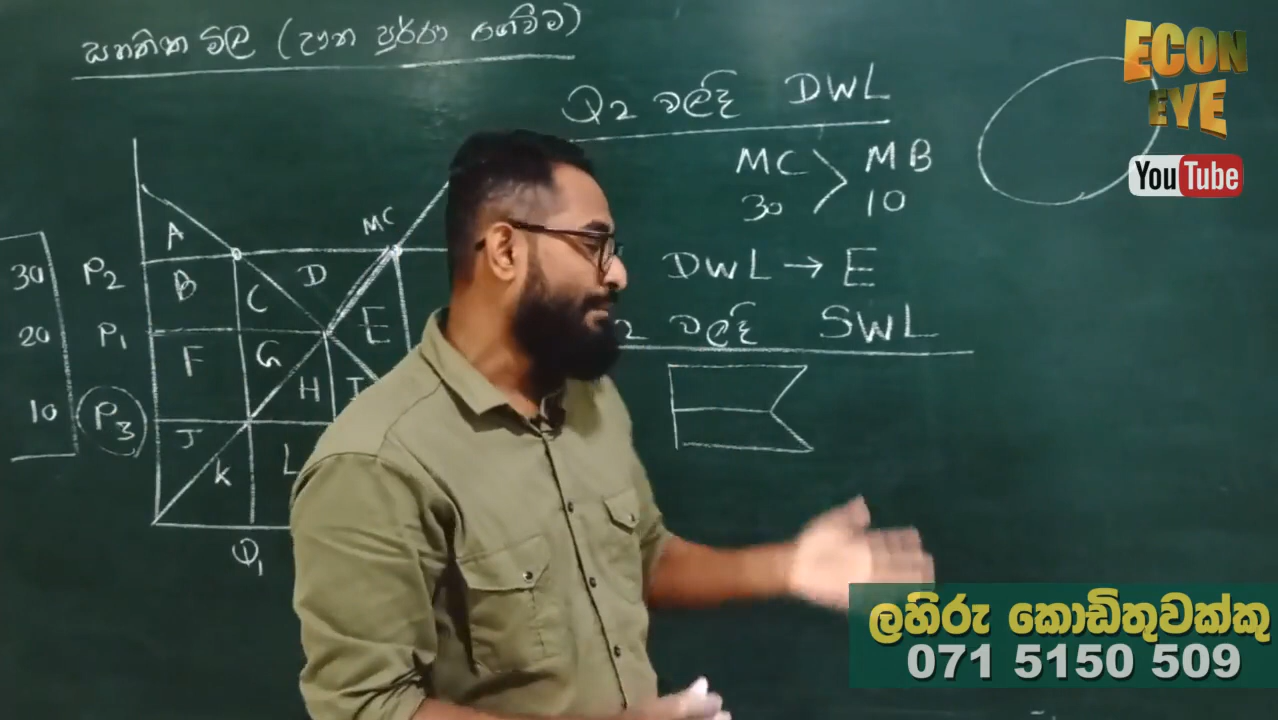 සහතික මිල (ඌන පූර්ණ ගෙවීම)
Q2 වලදී DWL
MC > MB
30 10
DWL → E
2 වලදී SWL
30 P2
20 P1
10 P3
A
B
C
D
E
F
G
H
I
J
K
L
MC
Q1
ECON
EYE
YouTube
ලහිරු කොඩිතුවක්කු
071 5150 509